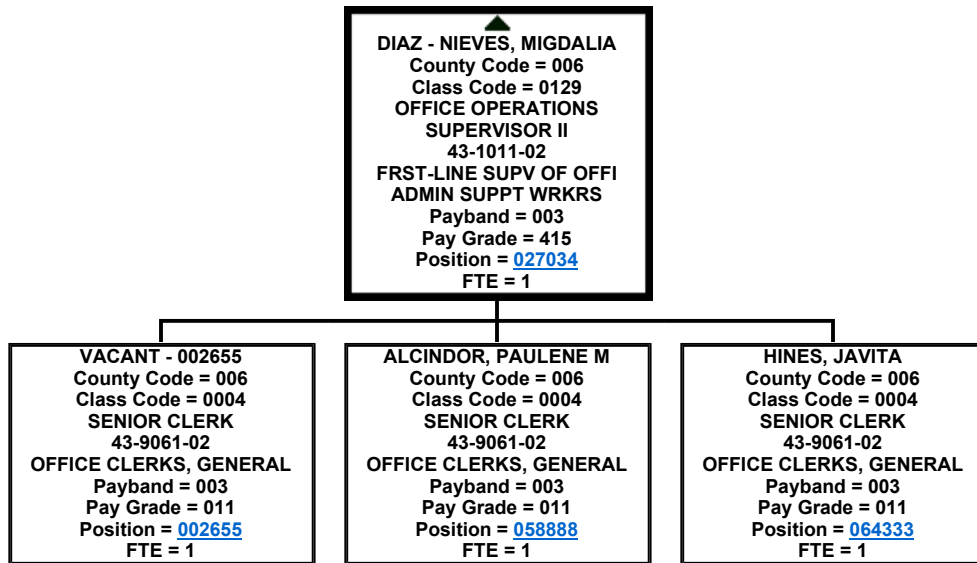 DIAZ - NIEVES, MIGDALIA
County Code = 006
Class Code = 0129
OFFICE OPERATIONS
SUPERVISOR II
43-1011-02
FRST-LINE SUPV OF OFFI
ADMIN SUPPT WRKRS
Payband = 003
Pay Grade = 415
Position = 027034
FTE = 1
VACANT - 002655
County Code = 006
Class Code = 0004
SENIOR CLERK
43-9061-02
OFFICE CLERKS, GENERAL
Payband = 003
Pay Grade = 011
Position = 002655
FTE = 1
ALCINDOR, PAULENE M
County Code = 006
Class Code = 0004
SENIOR CLERK
43-9061-02
OFFICE CLERKS, GENERAL
Payband = 003
Pay Grade = 011
Position = 058888
FTE = 1
HINES, JAVITA
County Code = 006
Class Code = 0004
SENIOR CLERK
43-9061-02
OFFICE CLERKS, GENERAL
Payband = 003
Pay Grade = 011
Position = 064333
FTE = 1